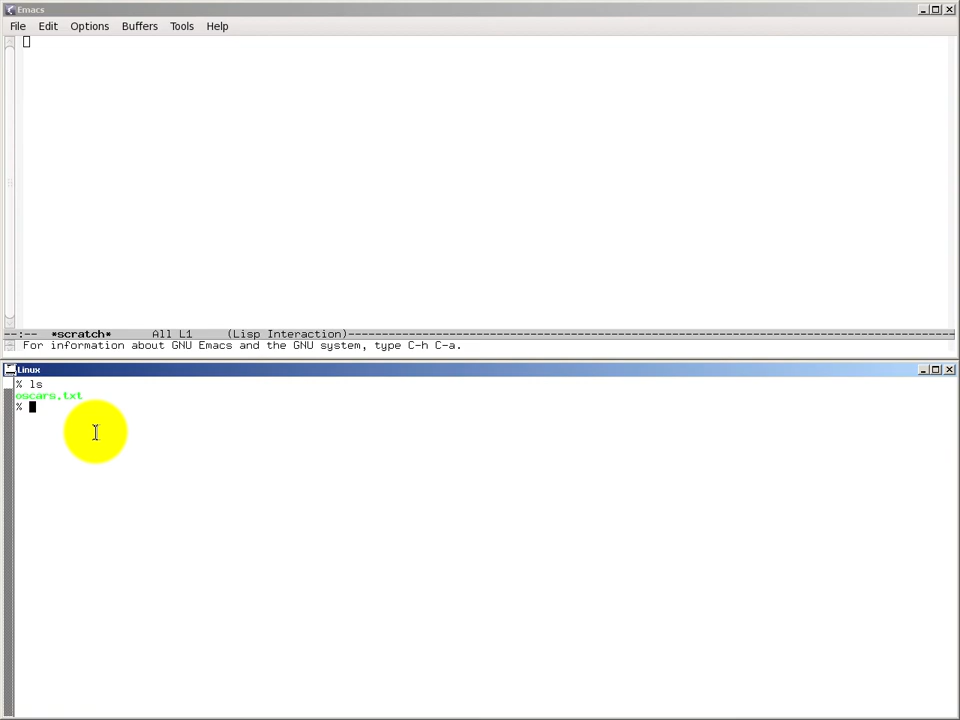 Emacs
File Edit Options Buffers Tools Help
--:-- *scratch* All L1 (Lisp Interaction)--------------------------------------------------------------------------------------------
For information about GNU Emacs and the GNU system, type C-h C-a.
Linux
% ls
oscars.txt
%